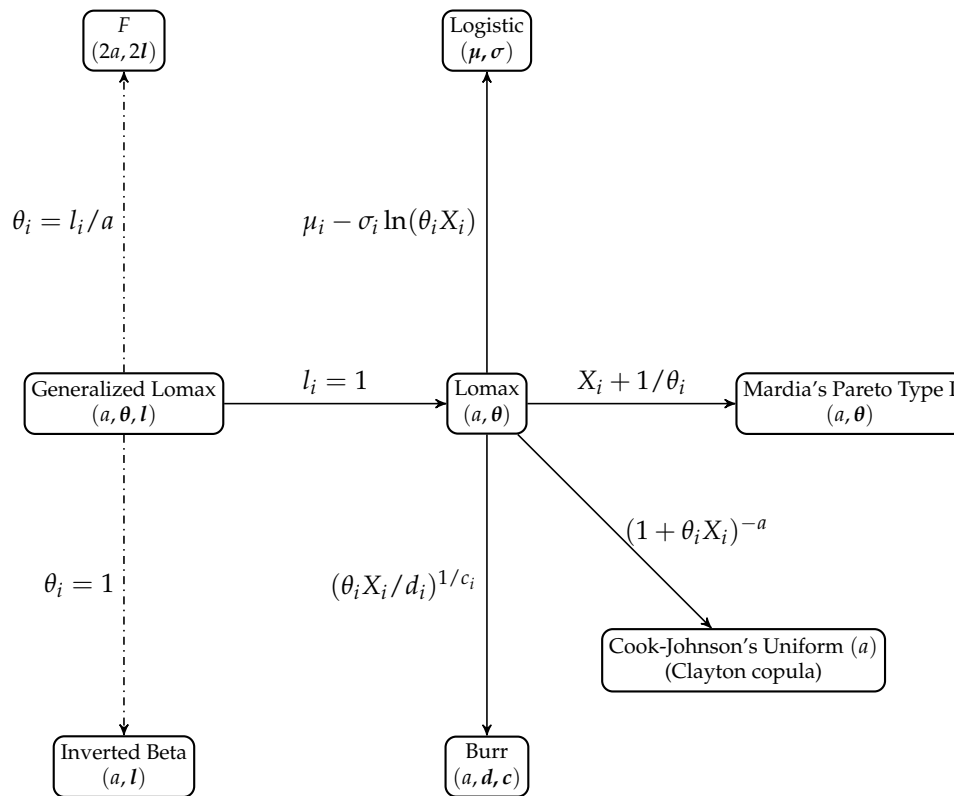 F
(2a, 2l)
Logistic
(μ, σ)
θ_i = l_i/a
μ_i − σ_i ln(θ_i X_i)
Generalized Lomax
(a, θ, l)
l_i = 1
Lomax
(a, θ)
X_i + 1/θ_i
Mardia's Pareto Type I
(a, θ)
(1 + θ_i X_i)^{−a}
θ_i = 1
(θ_i X_i/d_i)^{1/c_i}
Cook-Johnson's Uniform (a)
(Clayton copula)
Inverted Beta
(a, l)
Burr
(a, d, c)